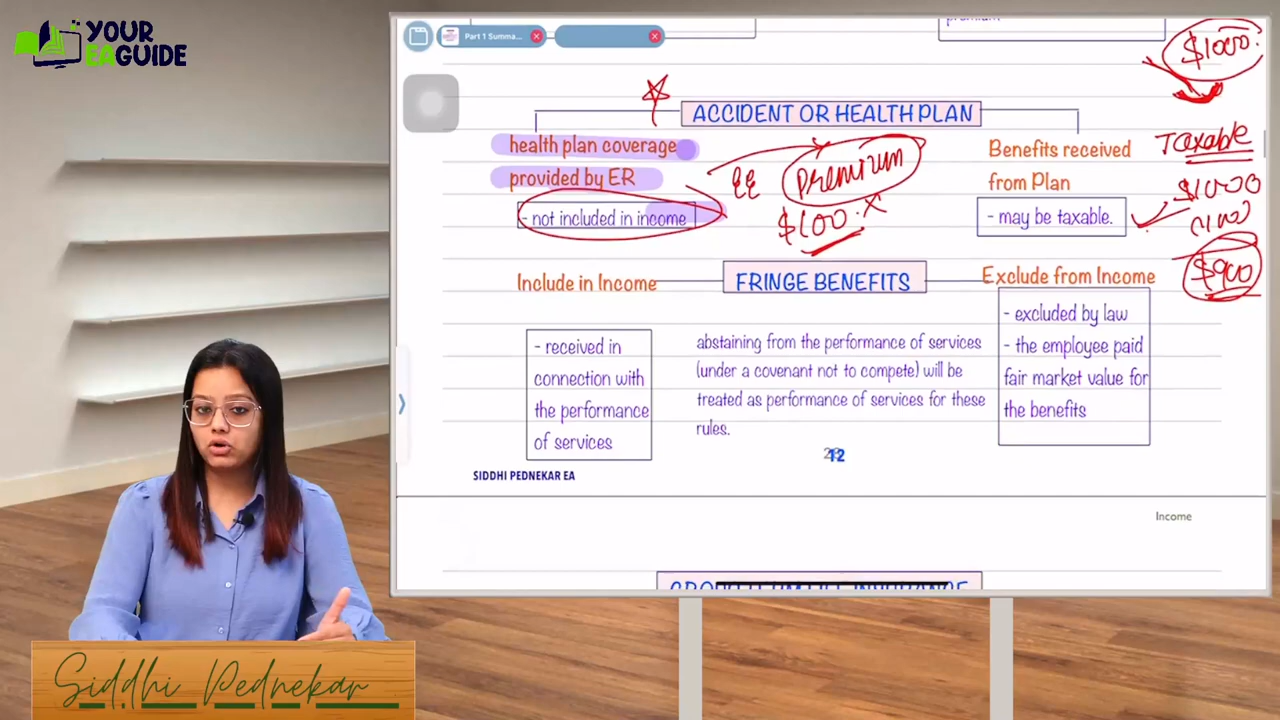 YOUR
EAGUIDE
Part 1 Summa...
premium
$1000.
ACCIDENT OR HEALTH PLAN
health plan coverage
provided by ER
- not included in income
EE
Premium
$100.x
Benefits received
from Plan
- may be taxable.
Taxable
$1000
$900
Include in Income
FRINGE BENEFITS
Exclude from Income
- received in
connection with
the performance
of services
abstaining from the performance of services
(under a covenant not to compete) will be
treated as performance of services for these
rules.
- excluded by law
- the employee paid
fair market value for
the benefits
12
SIDDHI PEDNEKAR EA
Income
Siddhi Pednekar